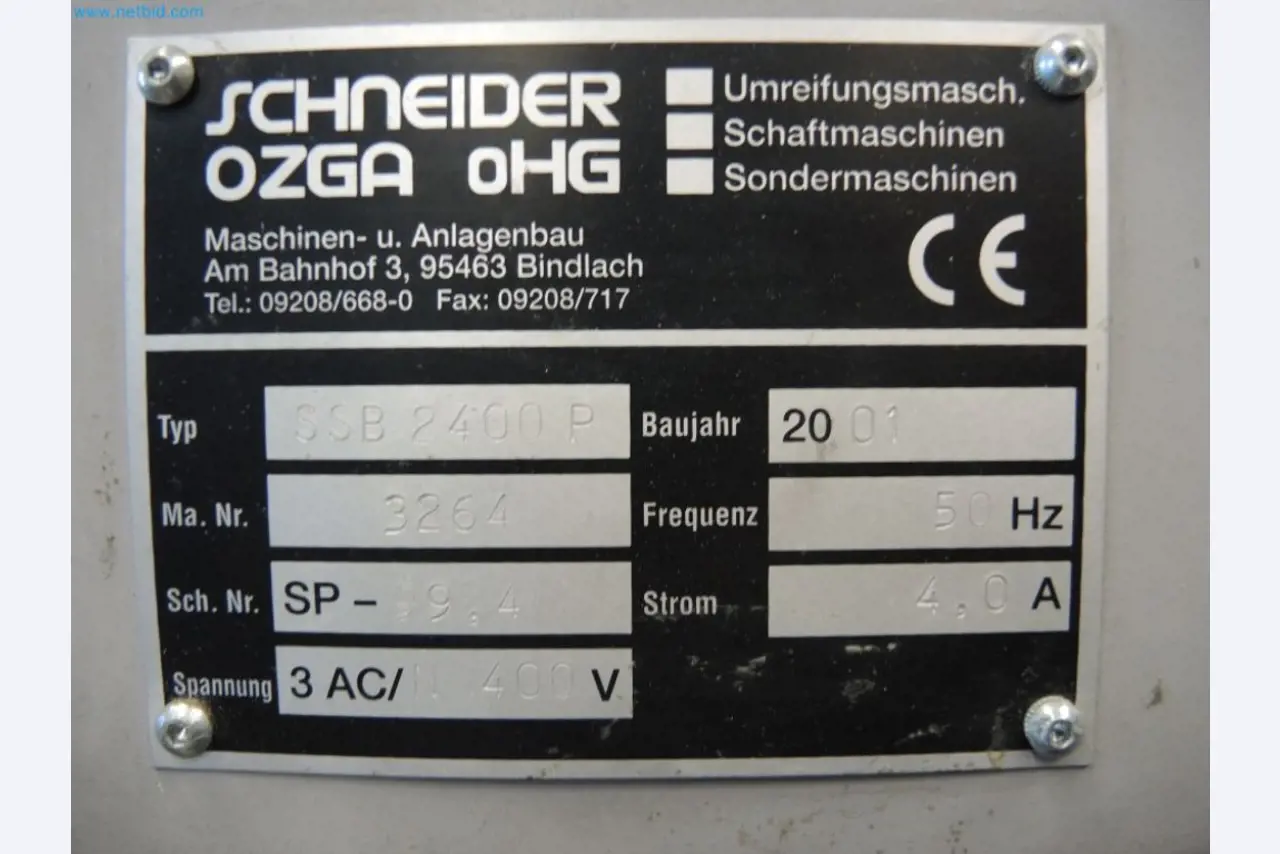 www.netbid.com
SCHNEIDER
OZGA oHG
Umreifungsmasch.
Schaftmaschinen
Sondermaschinen
Maschinen- u. Anlagenbau
Am Bahnhof 3, 95463 Bindlach
Tel.: 09208/668-0 Fax: 09208/717
CE
Typ SSB 2400 P Baujahr 2001
Ma. Nr. 3264 Frequenz 50 Hz
Sch. Nr. SP- Strom 4,0 A
Spannung 3 AC/N 400 V